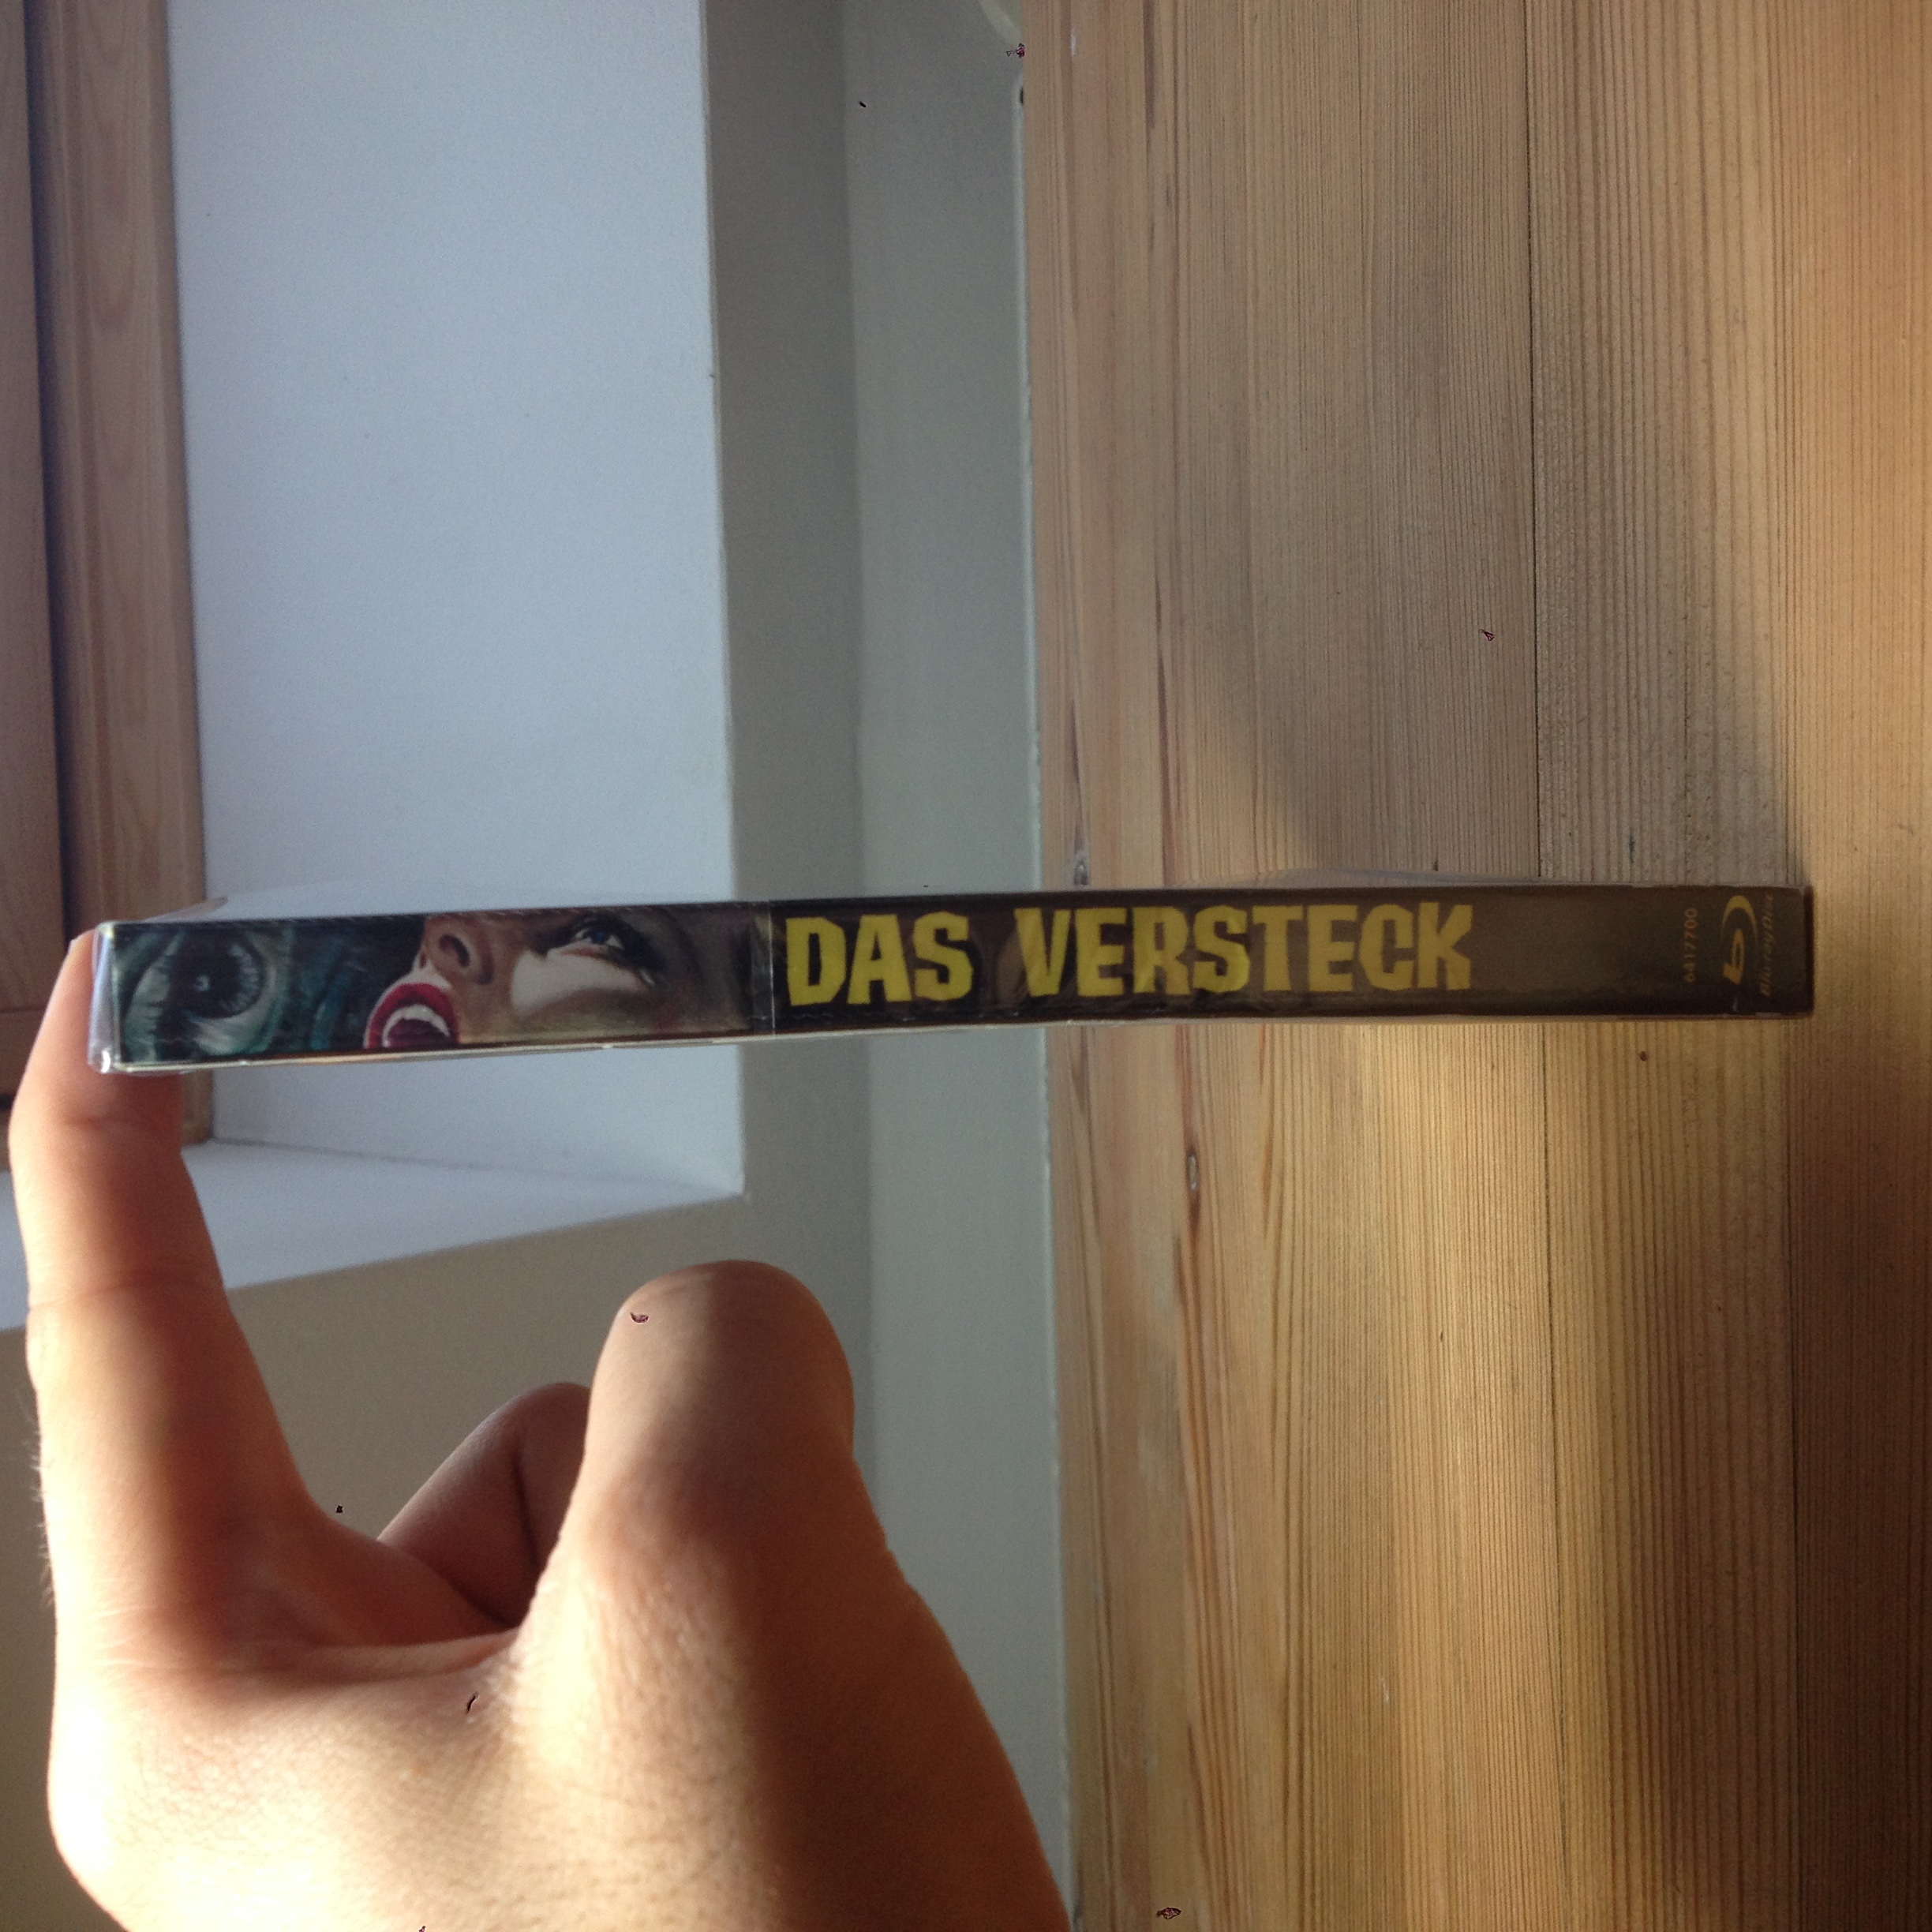 DAS VERSTECK
6417700
Blu-ray Disc